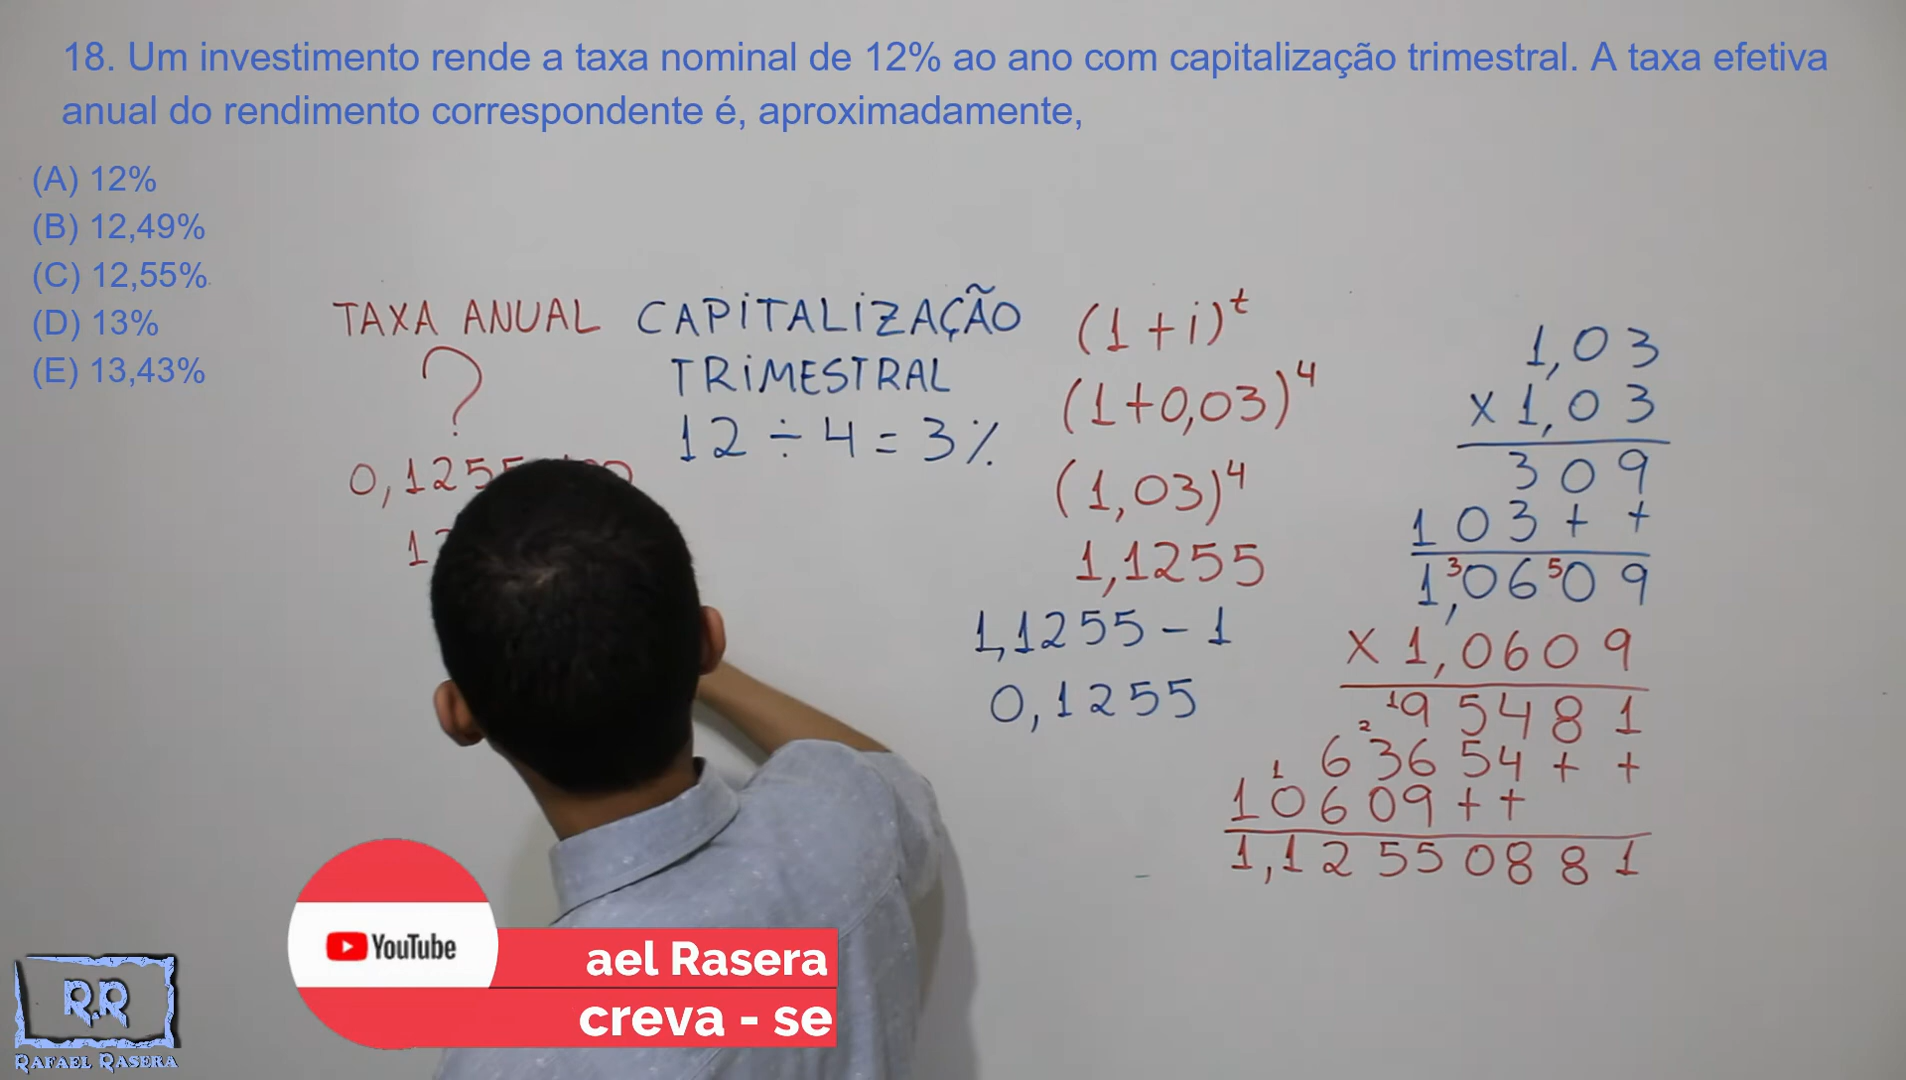 18. Um investimento rende a taxa nominal de 12% ao ano com capitalização trimestral. A taxa efetiva
anual do rendimento correspondente é, aproximadamente,
(A) 12%
(B) 12,49%
(C) 12,55%
(D) 13%
(E) 13,43%
TAXA ANUAL
?
0,1255
CAPITALIZAÇÃO
TRIMESTRAL
12 ÷ 4 = 3%
(1+i)^t
(1+0,03)^4
(1,03)^4
1,1255
1,1255 - 1
0,1255
1,03
x 1,03
309
103++
1,0609
x 1,0609
95481
63654++
10609++
1,12550881
YouTube
ael Rasera
creva - se
R.R
RAFAEL RASERA